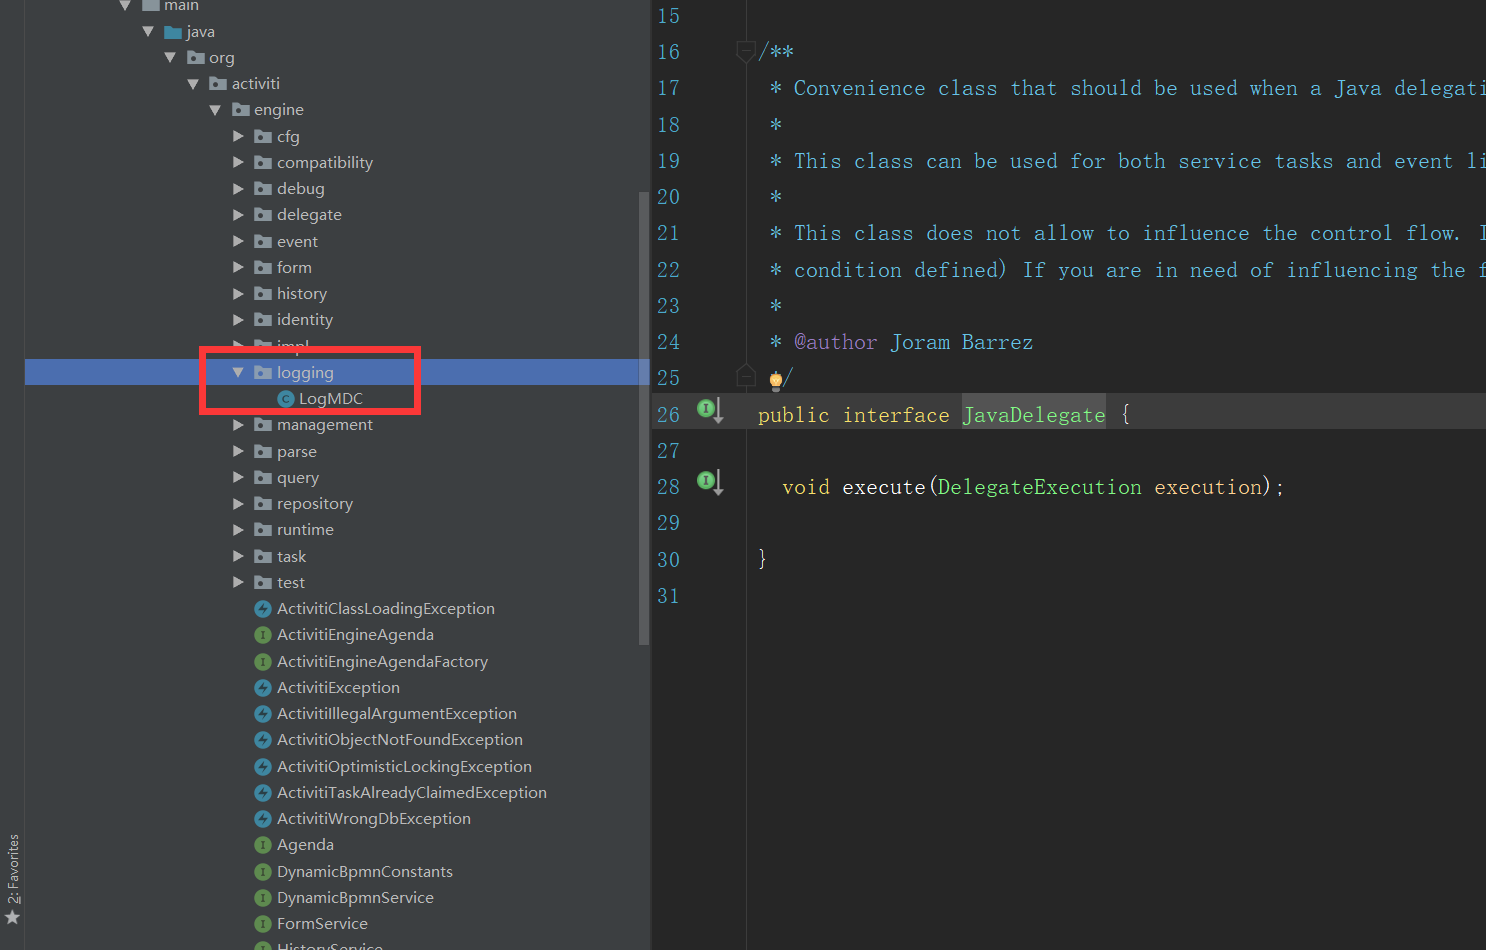 main
java
org
activiti
engine
cfg
compatibility
debug
delegate
event
form
history
identity
impl
logging
LogMDC
management
parse
query
repository
runtime
task
test
ActivitiClassLoadingException
ActivitiEngineAgenda
ActivitiEngineAgendaFactory
ActivitiException
ActivitiIllegalArgumentException
ActivitiObjectNotFoundException
ActivitiOptimisticLockingException
ActivitiTaskAlreadyClaimedException
ActivitiWrongDbException
Agenda
DynamicBpmnConstants
DynamicBpmnService
FormService
HistoryService
2: Favorites
15
16 /**
17 * Convenience class that should be used when a Java delegati
18 *
19 * This class can be used for both service tasks and event li
20 *
21 * This class does not allow to influence the control flow. I
22 * condition defined) If you are in need of influencing the f
23 *
24 * @author Joram Barrez
25 */
26 public interface JavaDelegate {
27
28 void execute(DelegateExecution execution);
29
30 }
31